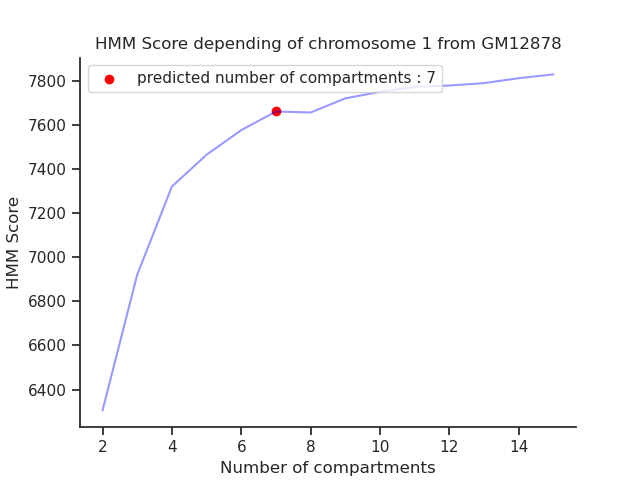 HMM Score depending of chromosome 1 from GM12878
predicted number of compartments : 7
7800
7600
7400
7200
7000
6800
6600
6400
HMM Score
2 4 6 8 10 12 14
Number of compartments